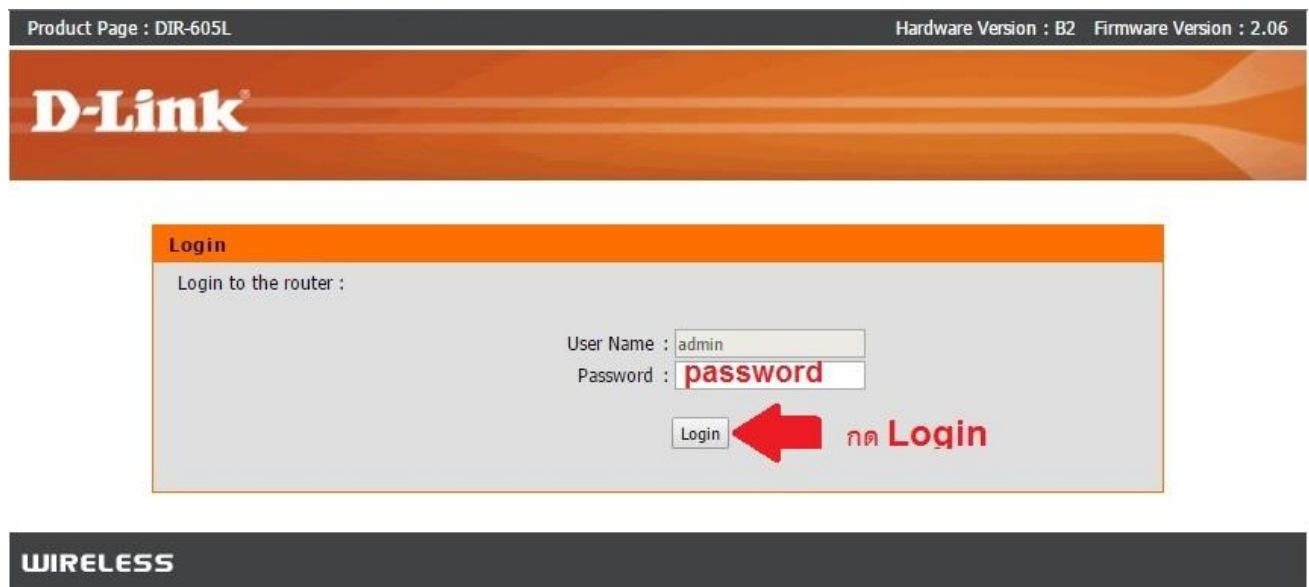 Product Page : DIR-605L Hardware Version : B2 Firmware Version : 2.06
D-Link®
Login
Login to the router :
User Name : admin
Password : password
Login กด Login
WIRELESS